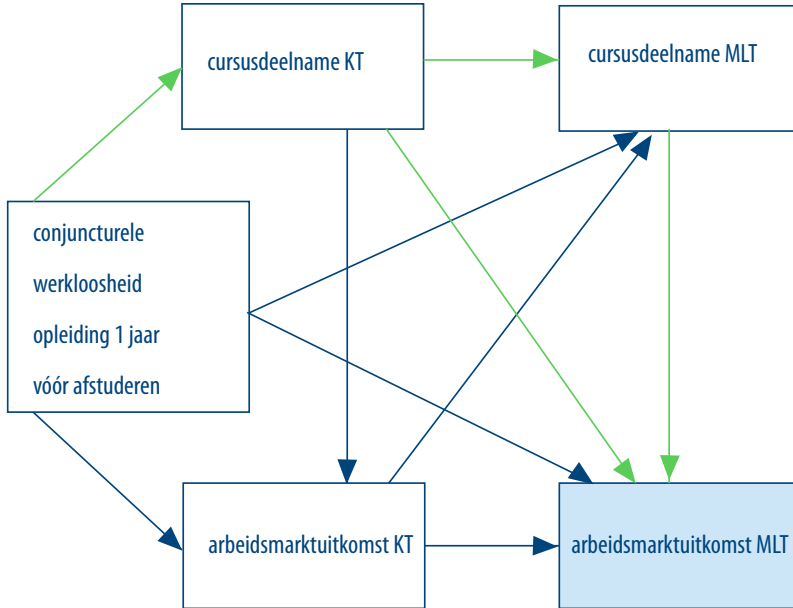 cursusdeelname KT
cursusdeelname MLT
conjuncturele
werkloosheid
opleiding 1 jaar
vóór afstuderen
arbeidsmarktuitkomst KT
arbeidsmarktuitkomst MLT